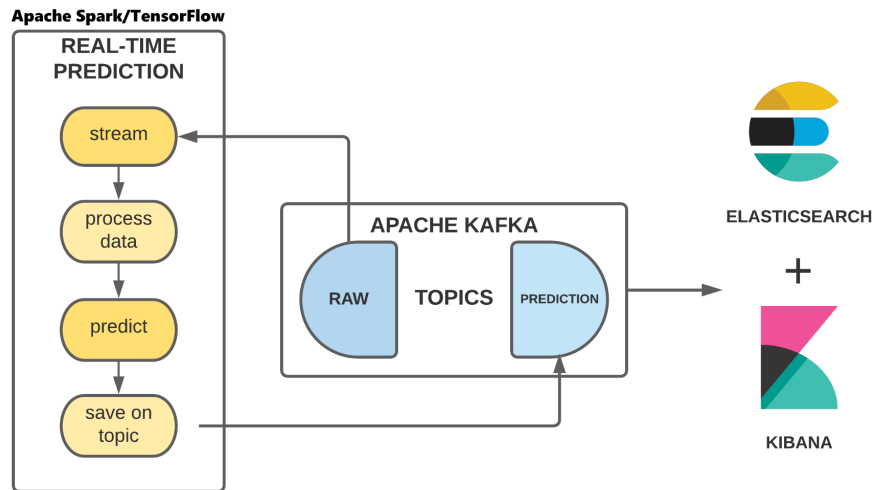 Apache Spark/TensorFlow
REAL-TIME
PREDICTION
stream
process
data
predict
save on
topic
APACHE KAFKA
RAW
TOPICS
PREDICTION
ELASTICSEARCH
+
KIBANA